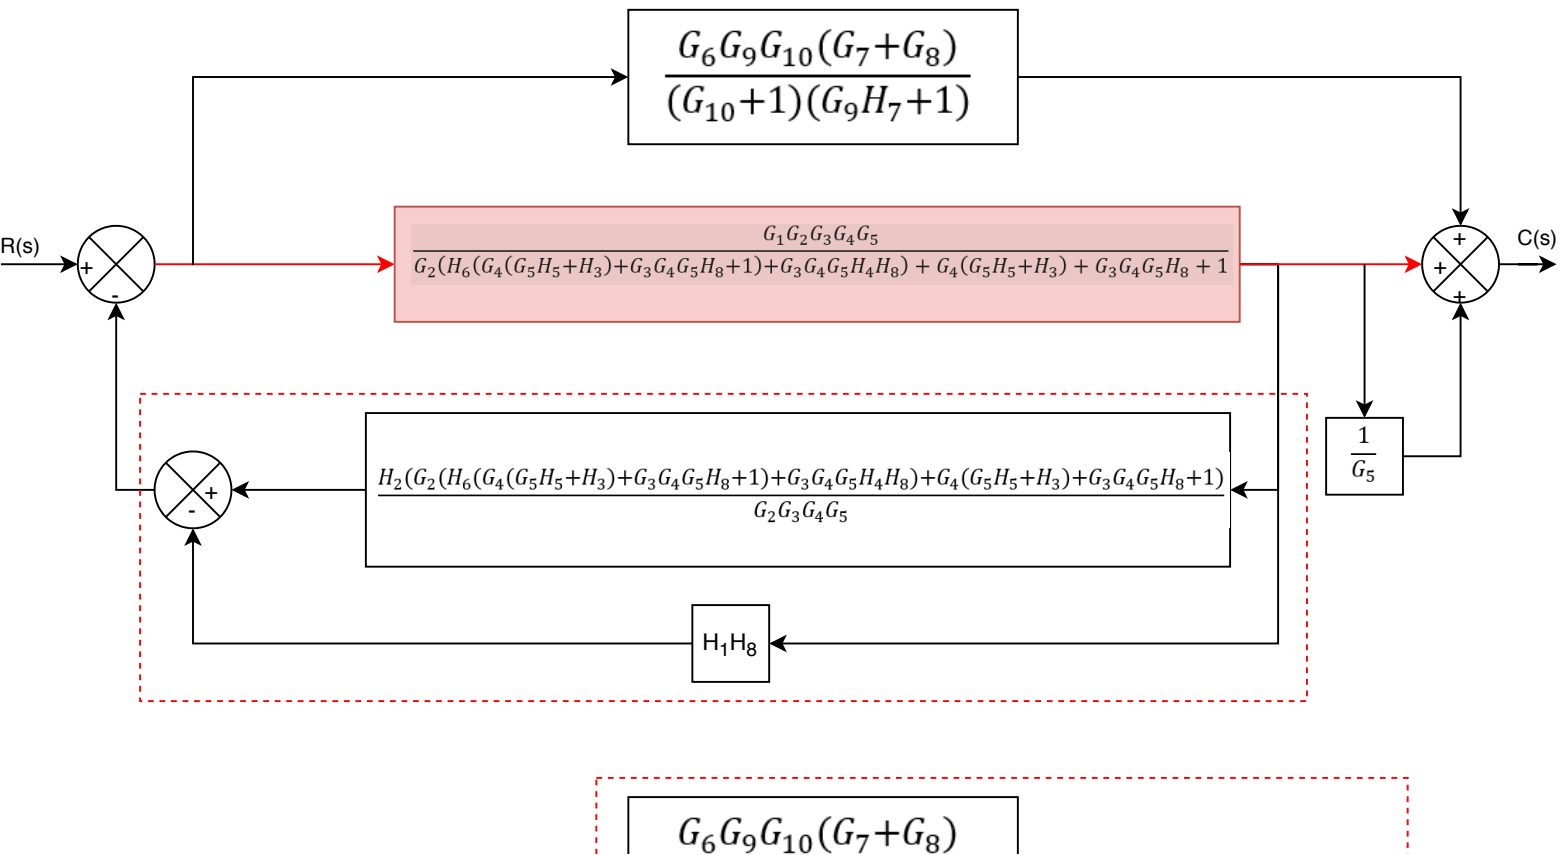 G₆G₉G₁₀(G₇+G₈)
(G₁₀+1)(G₉H₇+1)
R(s)
+
-
G₁G₂G₃G₄G₅
G₂(H₆(G₄(G₅H₅+H₃)+G₃G₄G₅H₈+1)+G₃G₄G₅H₄H₈) + G₄(G₅H₅+H₃) + G₃G₄G₅H₈ + 1
+
+
+
C(s)
H₂(G₂(H₆(G₄(G₅H₅+H₃)+G₃G₄G₅H₈+1)+G₃G₄G₅H₄H₈)+G₄(G₅H₅+H₃)+G₃G₄G₅H₈+1)
G₂G₃G₄G₅
+
-
1
G₅
H₁H₈
G₆G₉G₁₀(G₇+G₈)